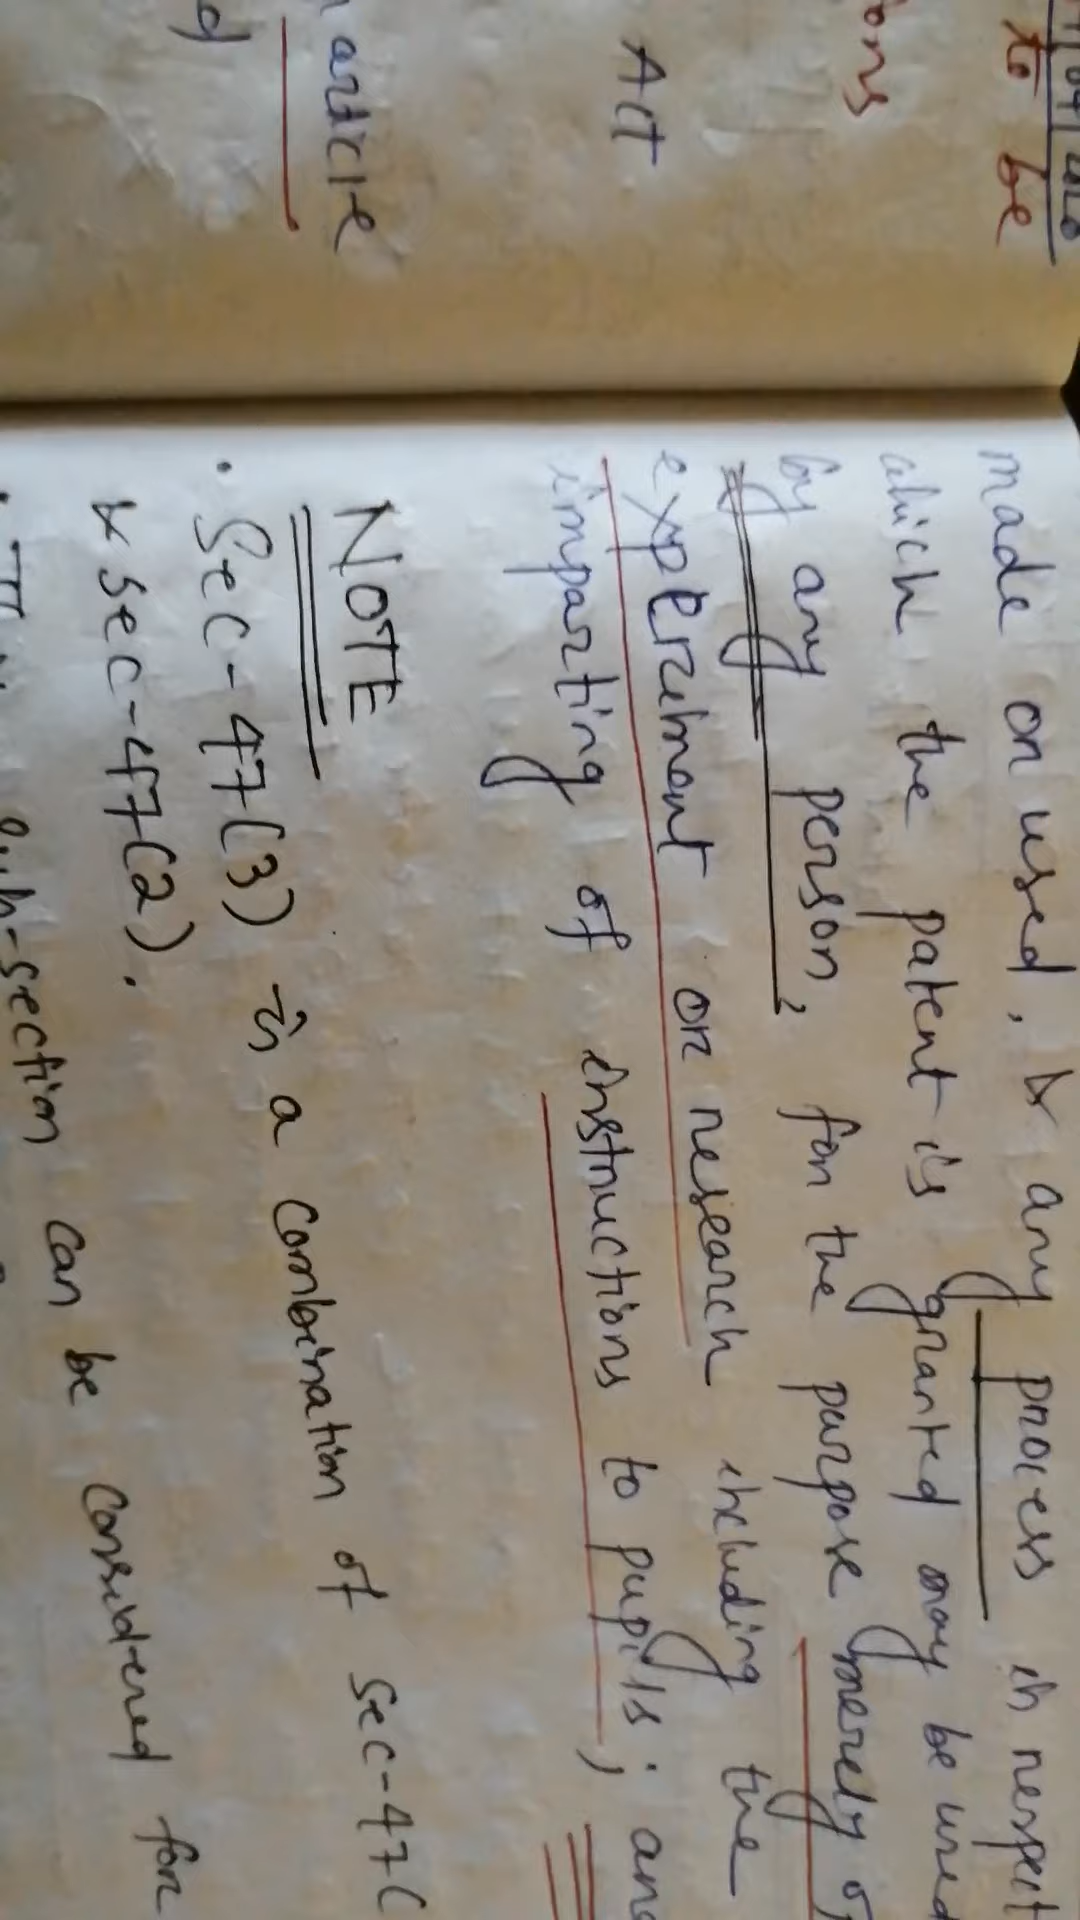 to be
ons
Act
article
d
made or used, & any process in respect
which the patent is granted may be used
by any person, for the purpose merely of
experiment or research including the
imparting of instructions to pupils; and
NOTE
• Sec-47(3) is a combination of Sec-47(
& Sec-47(2).
sub-section can be considered for